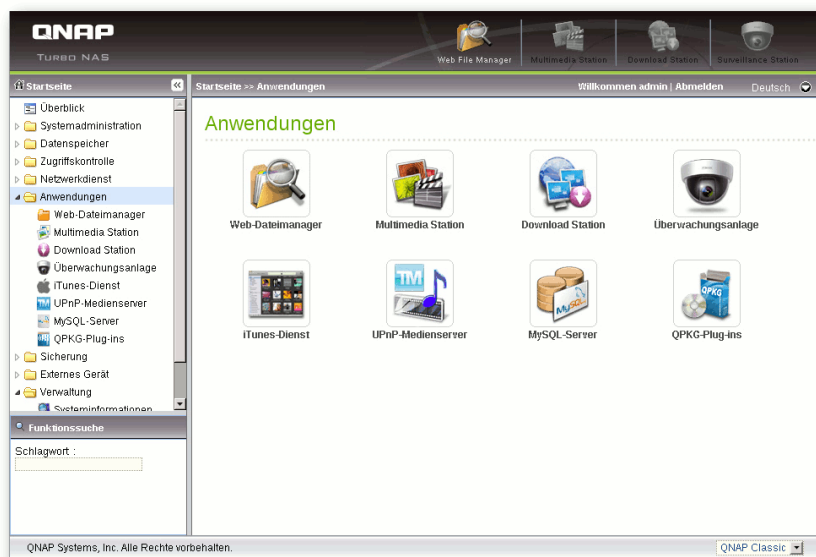 QNAP
TURBO NAS
Web File Manager
Multimedia Station
Download Station
Surveillance Station
Startseite
Startseite >> Anwendungen
Willkommen admin | Abmelden
Deutsch
Überblick
Systemadministration
Datenspeicher
Zugriffskontrolle
Netzwerkdienst
Anwendungen
Web-Dateimanager
Multimedia Station
Download Station
Überwachungsanlage
iTunes-Dienst
UPnP-Medienserver
MySQL-Server
QPKG-Plug-ins
Sicherung
Externes Gerät
Verwaltung
Systeminformationen
Funktionssuche
Schlagwort :
Anwendungen
Web-Dateimanager
Multimedia Station
Download Station
Überwachungsanlage
TM
MySQL
QPKG
iTunes-Dienst
UPnP-Medienserver
MySQL-Server
QPKG-Plug-ins
QNAP Systems, Inc. Alle Rechte vorbehalten.
QNAP Classic